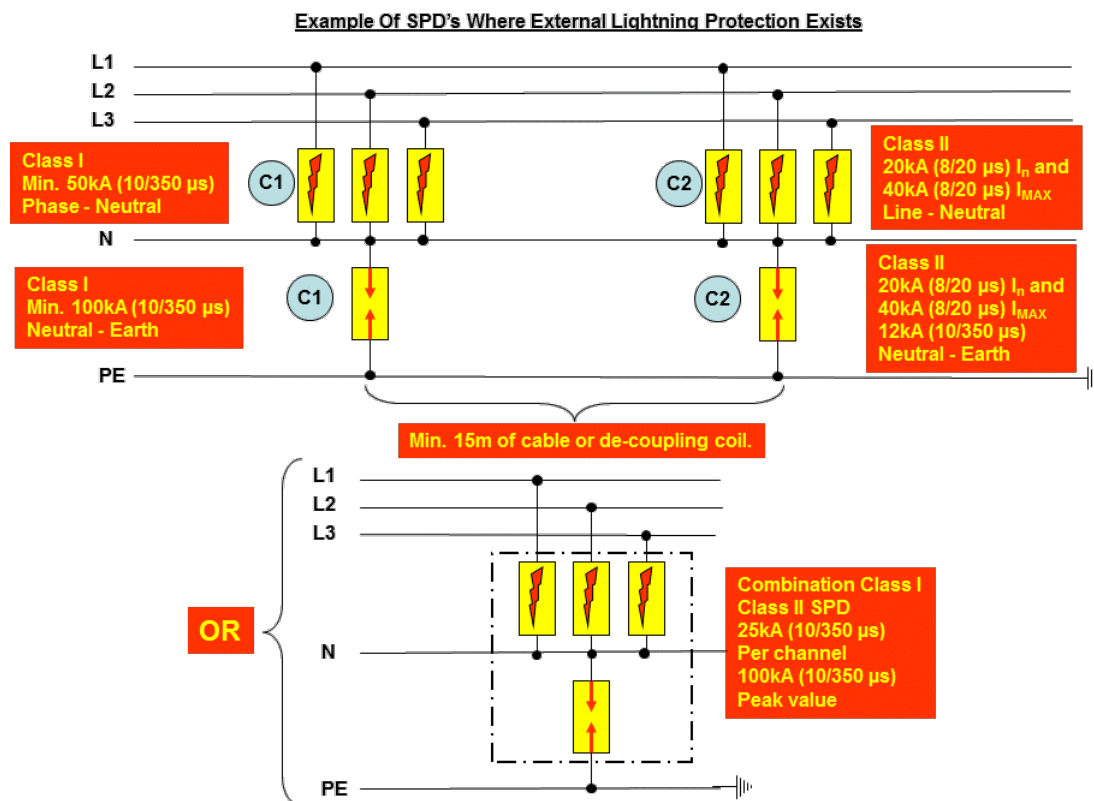 Example Of SPD's Where External Lightning Protection Exists
L1
L2
L3
Class I
Min. 50kA (10/350 µs)
Phase - Neutral
C1
C2
Class II
20kA (8/20 µs) Iₙ and
40kA (8/20 µs) I_MAX
Line - Neutral
N
Class I
Min. 100kA (10/350 µs)
Neutral - Earth
C1
C2
Class II
20kA (8/20 µs) Iₙ and
40kA (8/20 µs) I_MAX
12kA (10/350 µs)
Neutral - Earth
PE
Min. 15m of cable or de-coupling coil.
L1
L2
L3
OR
Combination Class I
Class II SPD
25kA (10/350 µs)
Per channel
100kA (10/350 µs)
Peak value
N
PE